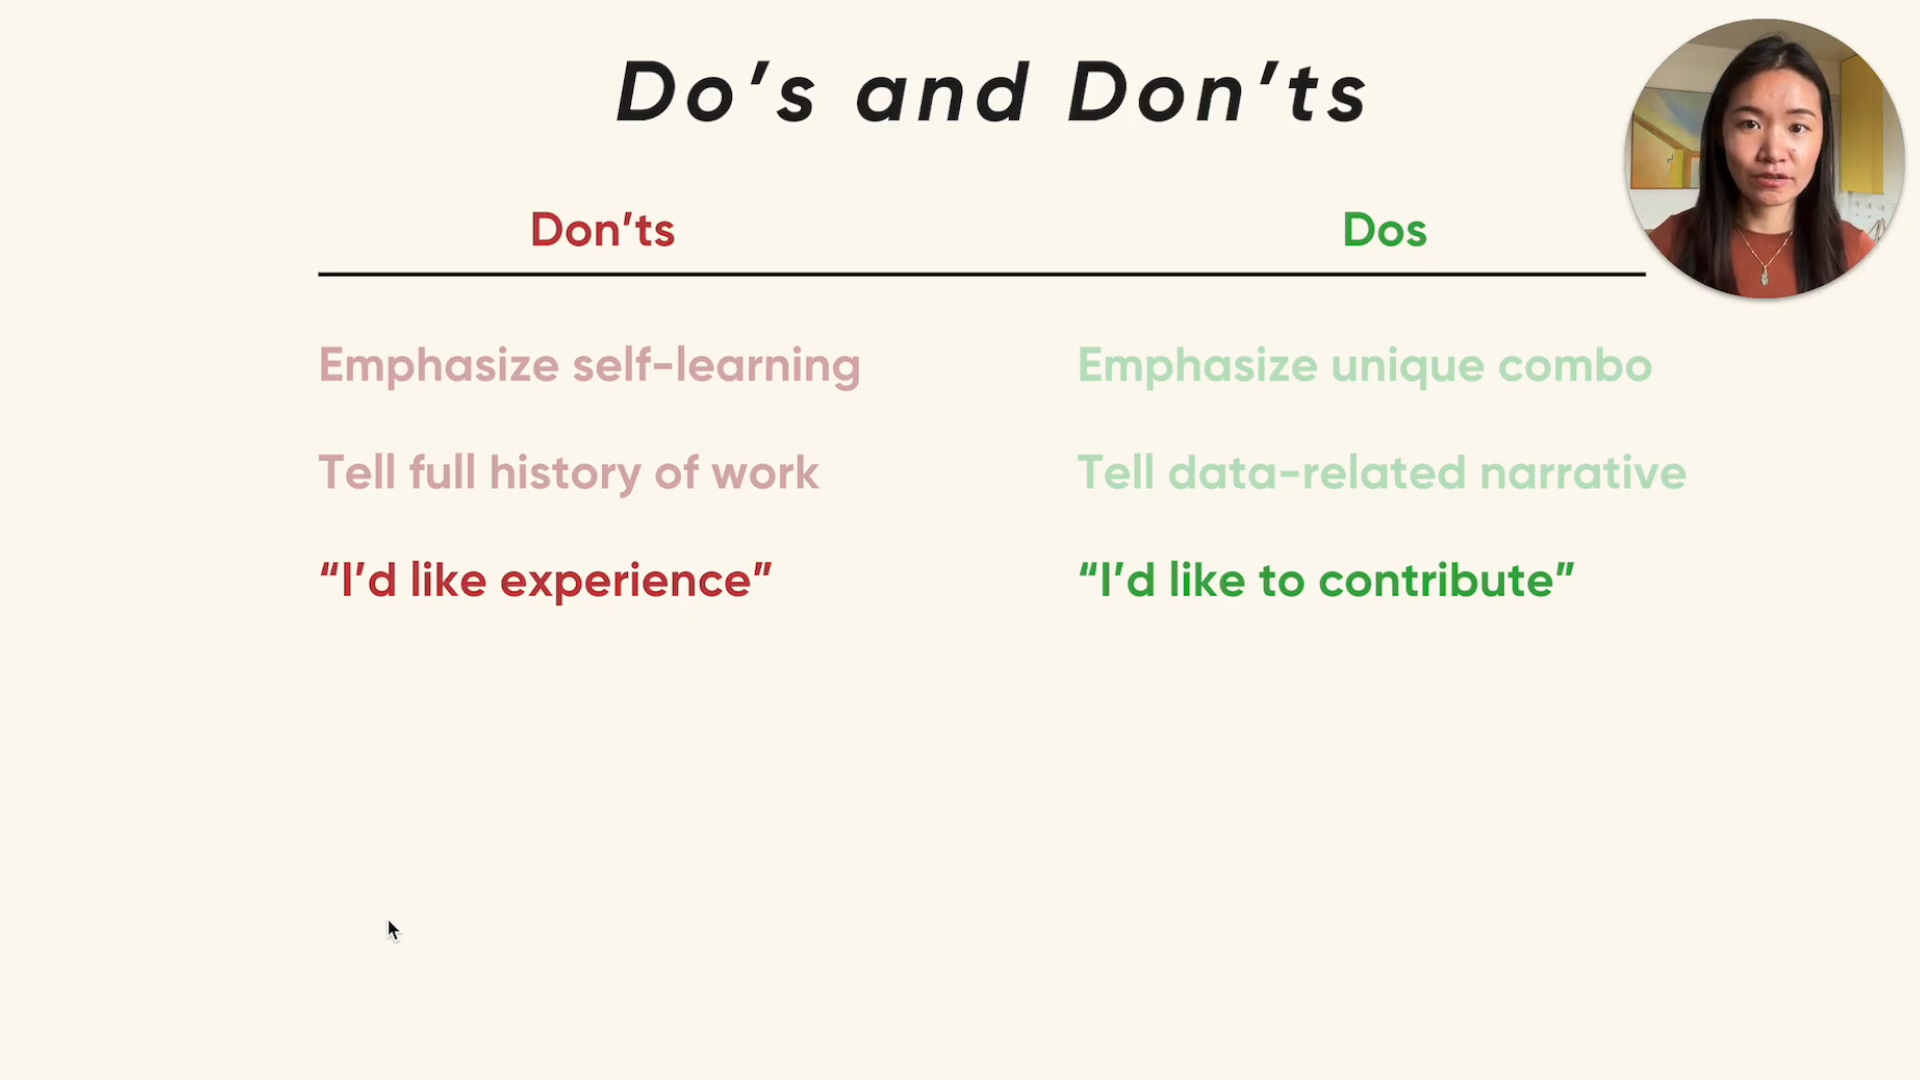 Do’s and Don’ts
Don’ts
Dos
Emphasize self-learning
Emphasize unique combo
Tell full history of work
Tell data-related narrative
“I’d like experience”
“I’d like to contribute”